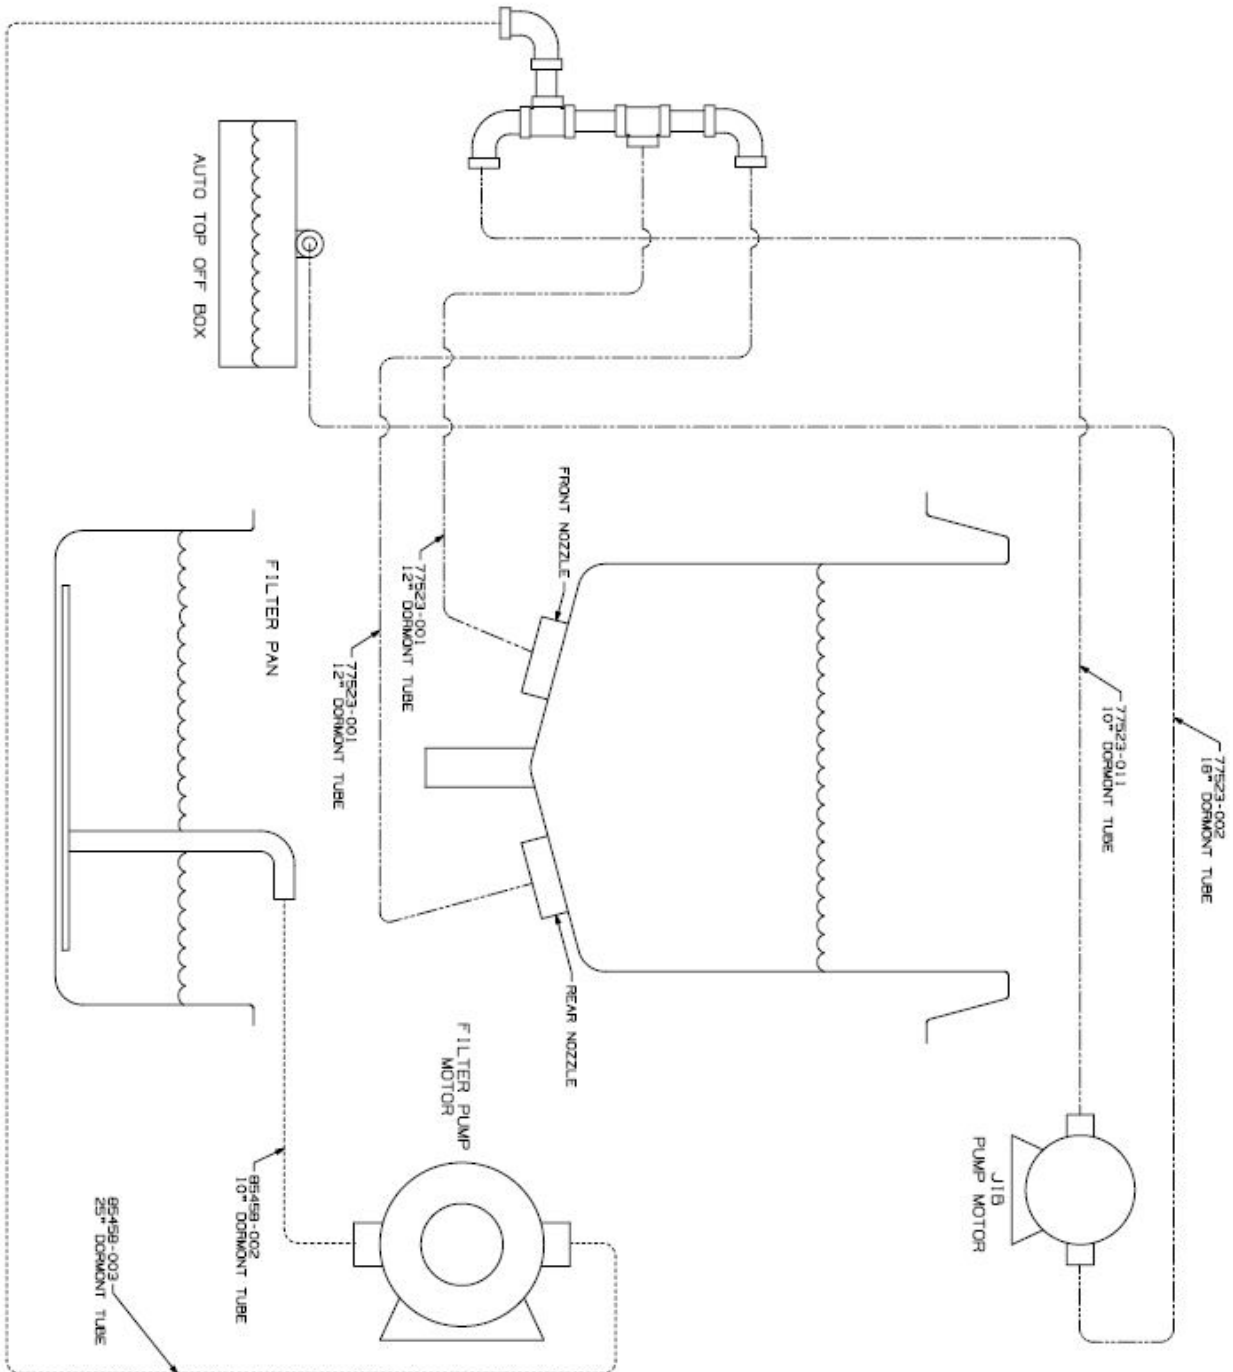 AUTO TOP OFF BOX
FRONT NOZZLE
FILTER PAN
77523-001
12" DORMONT TUBE
77523-001
12" DORMONT TUBE
77523-011
10" DORMONT TUBE
77523-002
18" DORMONT TUBE
REAR NOZZLE
FILTER PUMP
MOTOR
JIB
PUMP MOTOR
85458-002
10" DORMONT TUBE
85458-003
25" DORMONT TUBE